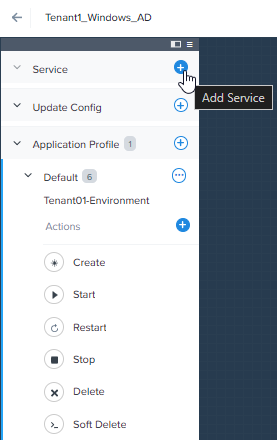 Tenant1_Windows_AD
Service
Add Service
Update Config
Application Profile 1
Default 6
Tenant01-Environment
Actions
Create
Start
Restart
Stop
Delete
Soft Delete